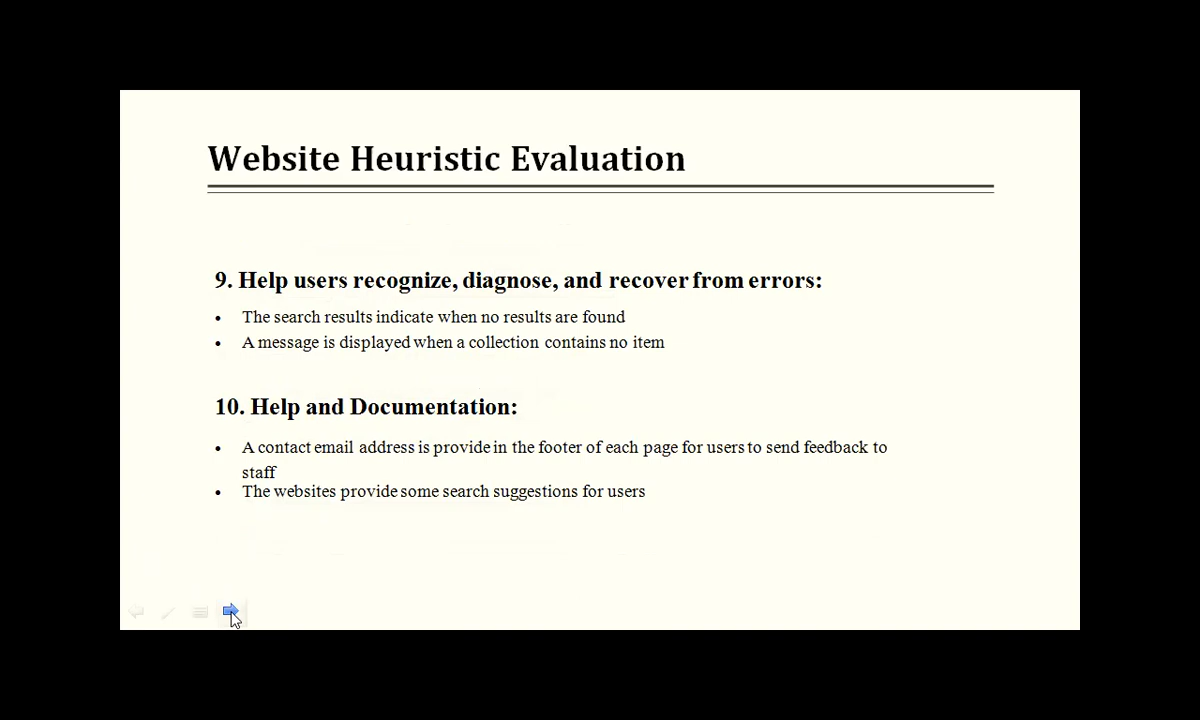 Website Heuristic Evaluation
9. Help users recognize, diagnose, and recover from errors:
• The search results indicate when no results are found
• A message is displayed when a collection contains no item
10. Help and Documentation:
• A contact email address is provide in the footer of each page for users to send feedback to
staff
• The websites provide some search suggestions for users